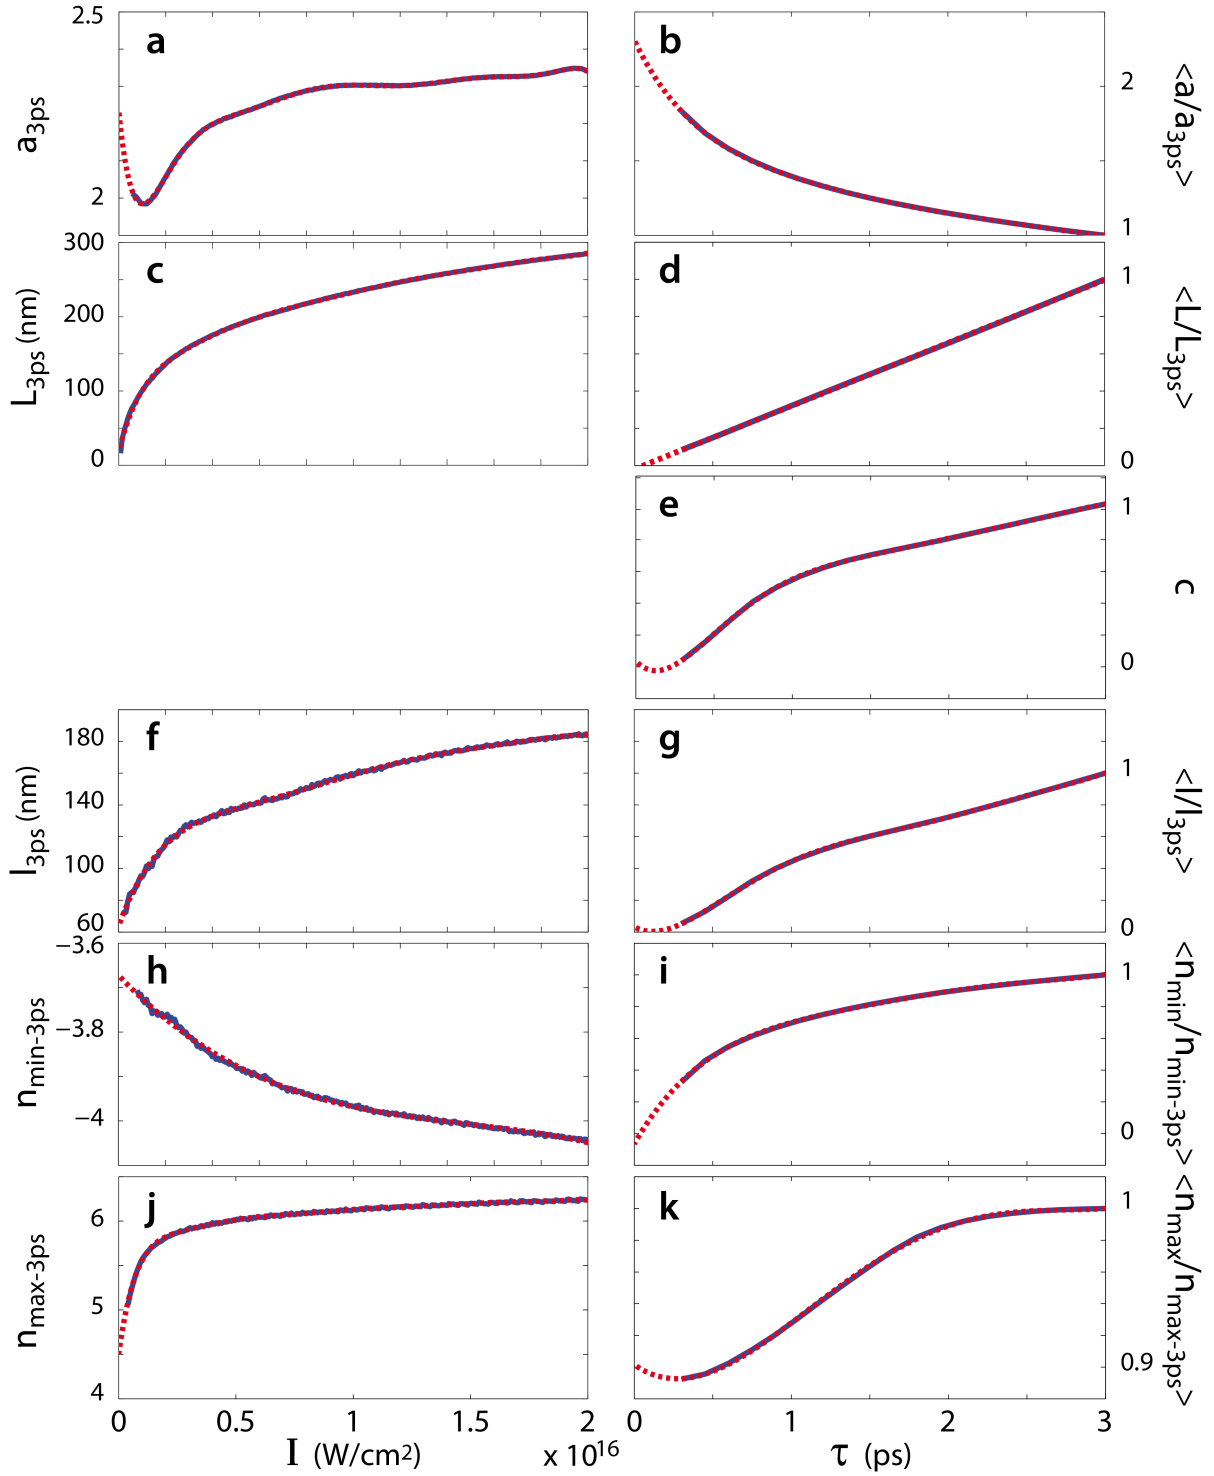 2.5
a
b
a3ps
2
<a/a3ps>
2
1
300
c
d
1
L3ps (nm)
200
<L/L3ps>
100
0
0
e
1
c
0
180
f
g
1
l3ps (nm)
140
<l/l3ps>
100
60
0
−3.6
h
i
1
nmin-3ps
−3.8
<nmin/nmin-3ps>
−4
0
j
k
1
6
nmax-3ps
5
<nmax/nmax-3ps>
0.9
4
0 0.5 1 1.5 2
0 1 2 3
I (W/cm2) x 10^16
τ (ps)